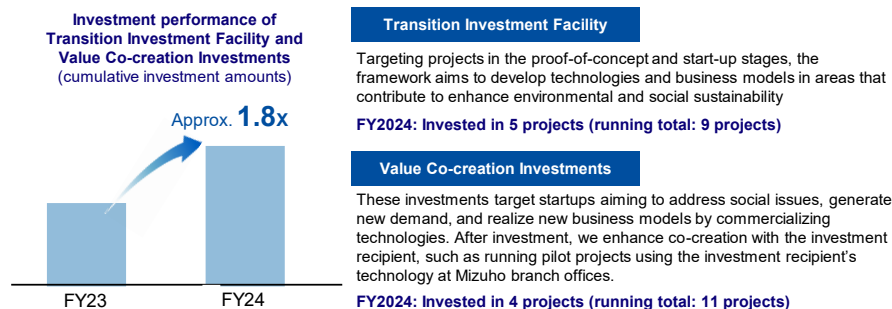 Investment performance of
Transition Investment Facility and
Value Co-creation Investments
(cumulative investment amounts)
Approx. 1.8x
FY23
FY24
Transition Investment Facility
Targeting projects in the proof-of-concept and start-up stages, the
framework aims to develop technologies and business models in areas that
contribute to enhance environmental and social sustainability
FY2024: Invested in 5 projects (running total: 9 projects)
Value Co-creation Investments
These investments target startups aiming to address social issues, generate
new demand, and realize new business models by commercializing
technologies. After investment, we enhance co-creation with the investment
recipient, such as running pilot projects using the investment recipient's
technology at Mizuho branch offices.
FY2024: Invested in 4 projects (running total: 11 projects)